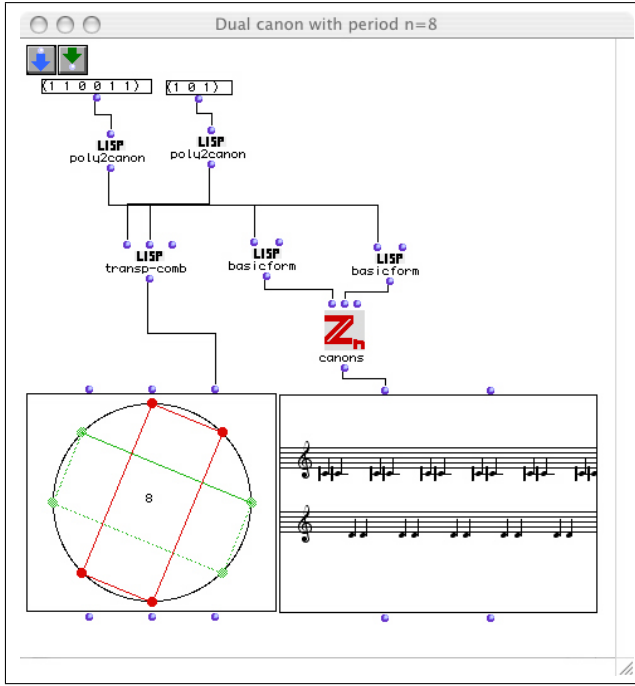 Dual canon with period n=8
(1 1 0 0 1 1) (1 0 1)
LISP LISP
poly2canon poly2canon
LISP LISP LISP
transp-comb basicform basicform
Zn
canons
8